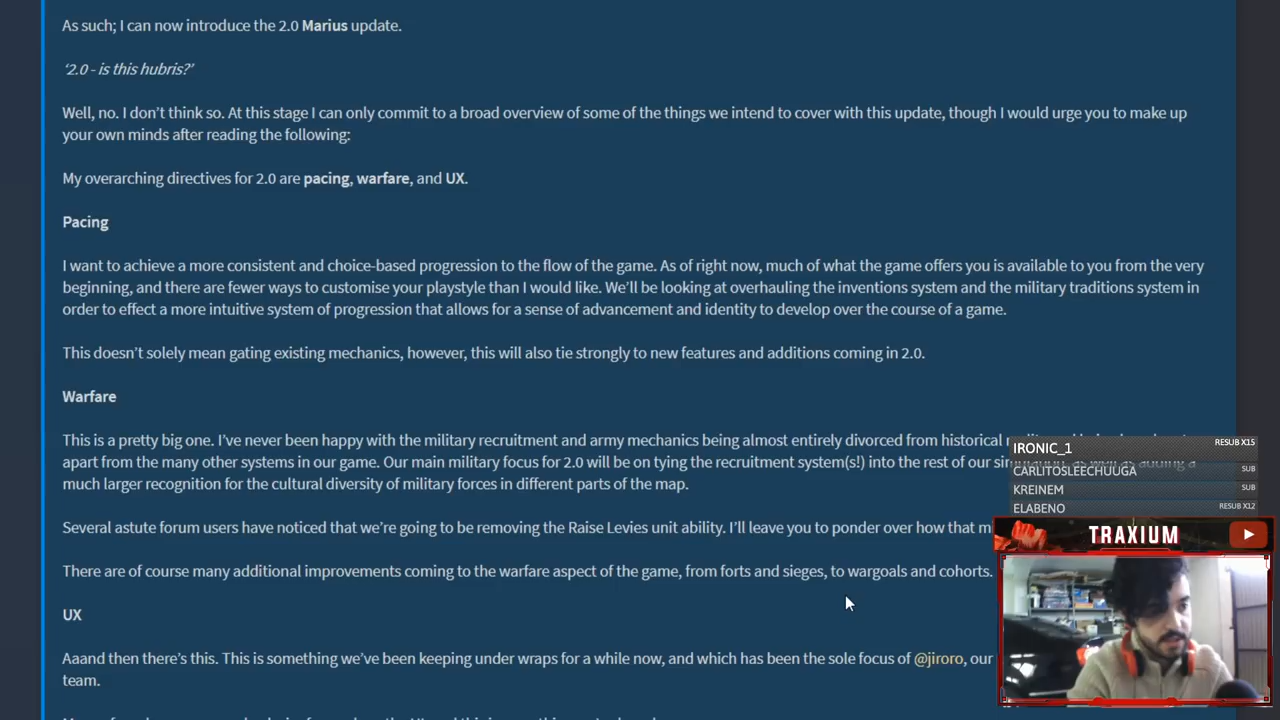 As such; I can now introduce the 2.0 Marius update.
‘2.0 - is this hubris?’
Well, no. I don’t think so. At this stage I can only commit to a broad overview of some of the things we intend to cover with this update, though I would urge you to make up
your own minds after reading the following:
My overarching directives for 2.0 are pacing, warfare, and UX.
Pacing
I want to achieve a more consistent and choice-based progression to the flow of the game. As of right now, much of what the game offers you is available to you from the very
beginning, and there are fewer ways to customise your playstyle than I would like. We’ll be looking at overhauling the inventions system and the military traditions system in
order to effect a more intuitive system of progression that allows for a sense of advancement and identity to develop over the course of a game.
This doesn’t solely mean gating existing mechanics, however, this will also tie strongly to new features and additions coming in 2.0.
Warfare
This is a pretty big one. I’ve never been happy with the military recruitment and army mechanics being almost entirely divorced from historical
apart from the many other systems in our game. Our main military focus for 2.0 will be on tying the recruitment system(s!) into the rest of our
much larger recognition for the cultural diversity of military forces in different parts of the map.
Several astute forum users have noticed that we’re going to be removing the Raise Levies unit ability. I’ll leave you to ponder over how that
There are of course many additional improvements coming to the warfare aspect of the game, from forts and sieges, to wargoals and cohorts.
UX
Aaand then there’s this. This is something we’ve been keeping under wraps for a while now, and which has been the sole focus of @jiroro, our
team.
IRONIC_1 RESUB X15
CARLITOSLEECHUUGA SUB
KREINEM SUB
ELABENO RESUB X12
TRAXIUM